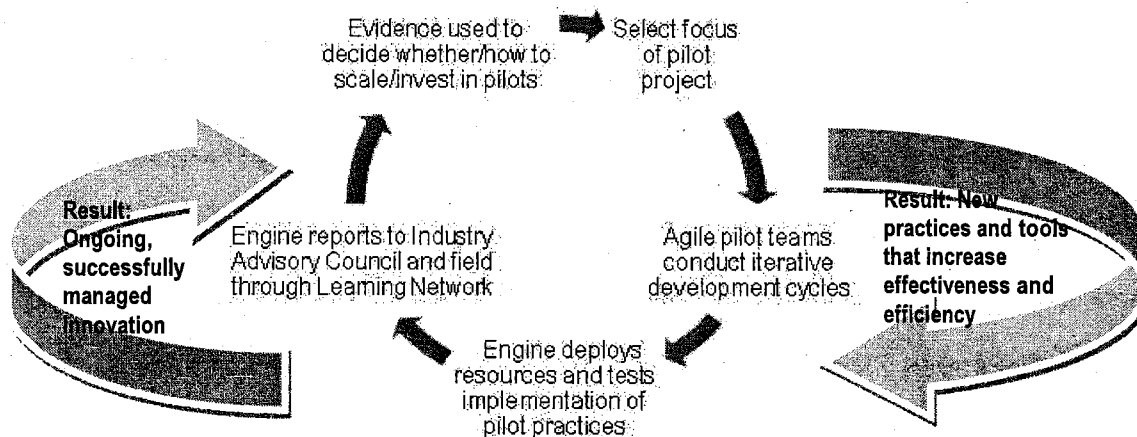 Evidence used to
decide whether/how to
scale/invest in pilots
Select focus
of pilot
project
Agile pilot teams
conduct iterative
development cycles
Engine deploys
resources and tests
implementation of
pilot practices
Engine reports to Industry
Advisory Council and field
through Learning Network
Result:
Ongoing,
successfully
managed
innovation
Result: New
practices and tools
that increase
effectiveness and
efficiency